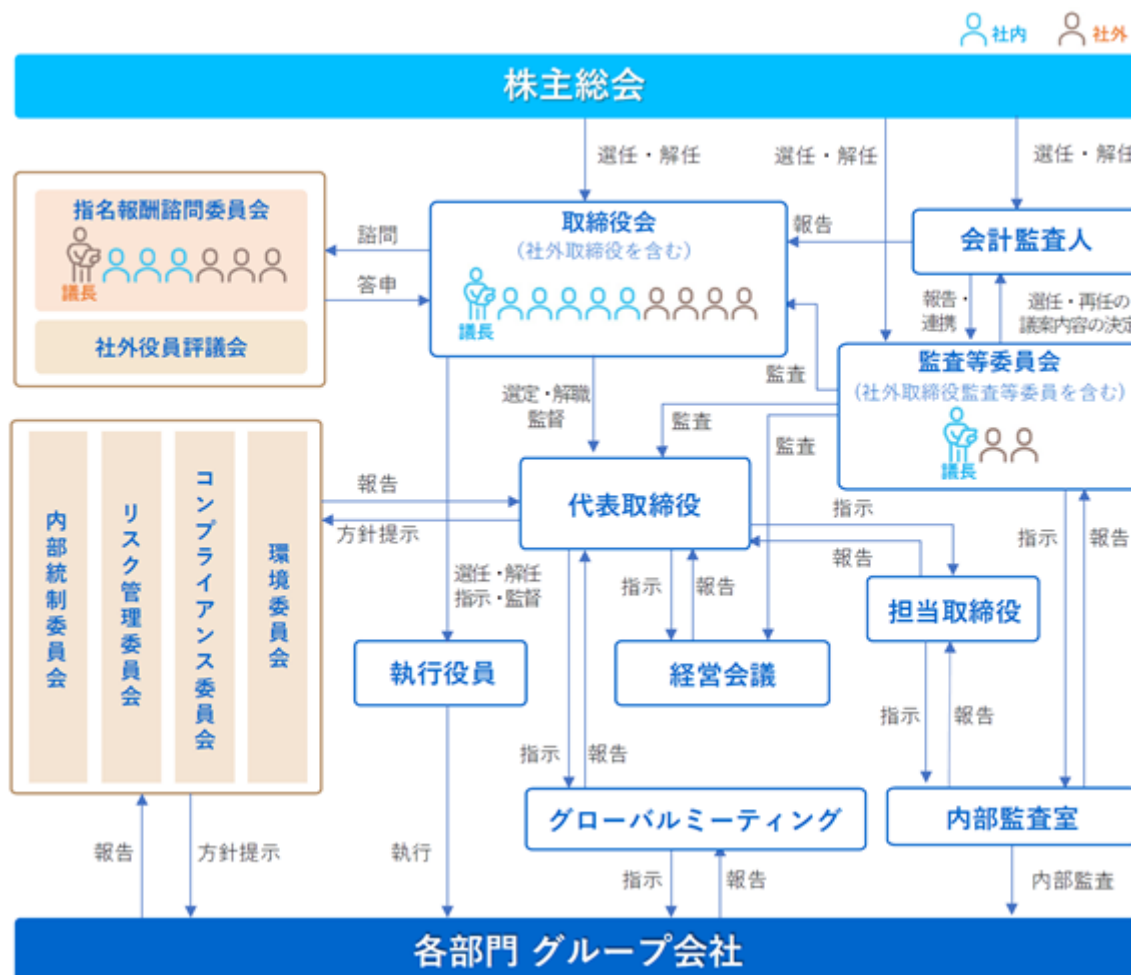 社内 社外
株主総会
選任・解任 選任・解任 選任・解任
指名報酬諮問委員会
議長
社外役員評議会
諮問
答申
取締役会
(社外取締役を含む)
議長
報告
会計監査人
報告・
連携
選任・再任の
議案内容の決定
監査等委員会
(社外取締役監査等委員を含む)
議長
監査
監査
監査
選定・解職
監督
代表取締役
報告
方針提示
内部統制委員会
リスク管理委員会
コンプライアンス委員会
環境委員会
選任・解任
指示・監督
指示
報告
指示
報告
指示
報告
担当取締役
執行役員
経営会議
指示
報告
指示
報告
グローバルミーティング
内部監査室
報告
方針提示
執行
指示
報告
内部監査
各部門 グループ会社